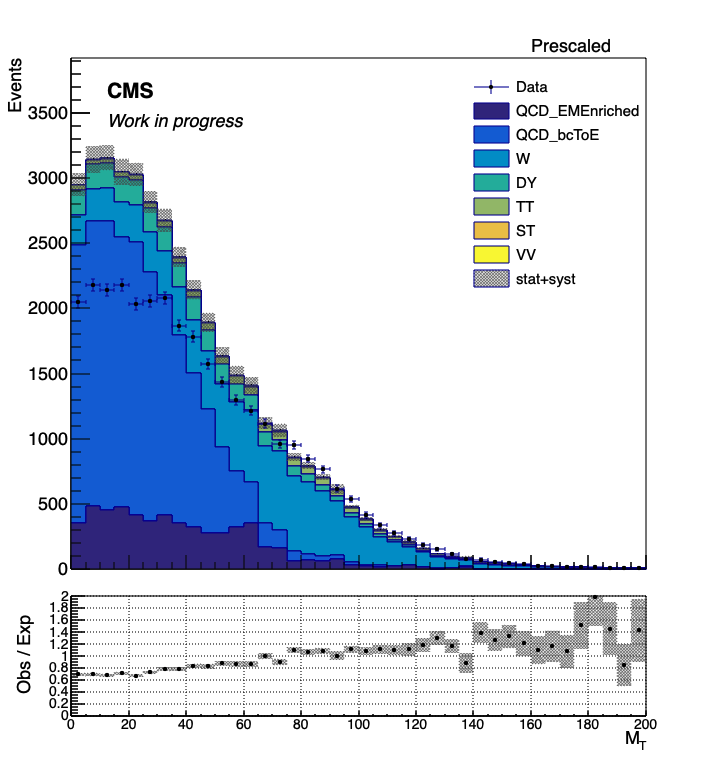 Prescaled
Events
CMS
Work in progress
Data
QCD_EMEnriched
QCD_bcToE
W
DY
TT
ST
VV
stat+syst
3500
3000
2500
2000
1500
1000
500
0
Obs / Exp
2
1.8
1.6
1.4
1.2
1
0.8
0.6
0.4
0.2
0
0 20 40 60 80 100 120 140 160 180 200
M_T